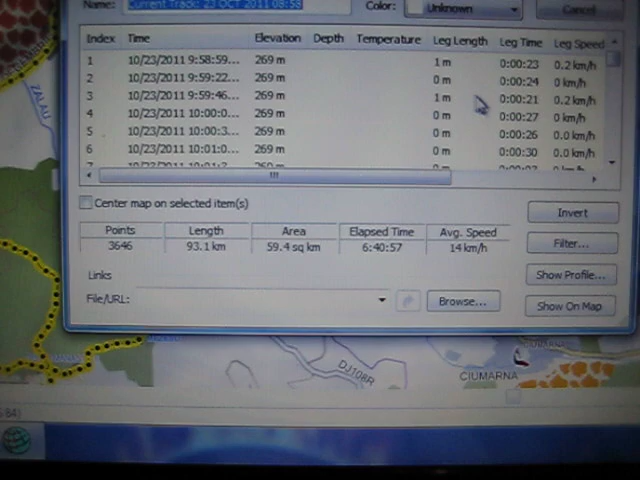 Name: Current Track: 23 OCT 2011 08:58 Color: Unknown Cancel
Index Time Elevation Depth Temperature Leg Length Leg Time Leg Speed
1 10/23/2011 9:58:59... 269 m 1 m 0:00:23 0.2 km/h
2 10/23/2011 9:59:22... 269 m 0 m 0:00:24 0 km/h
3 10/23/2011 9:59:46... 269 m 1 m 0:00:21 0.2 km/h
4 10/23/2011 10:00:0... 269 m 0 m 0:00:27 0 km/h
5 10/23/2011 10:00:3... 269 m 0 m 0:00:26 0.0 km/h
6 10/23/2011 10:01:0... 269 m 0 m 0:00:30 0.0 km/h
Center map on selected item(s)
Invert
Points Length Area Elapsed Time Avg. Speed
3646 93.1 km 59.4 sq km 6:40:57 14 km/h
Filter...
Links
Show Profile...
File/URL: Browse... Show On Map
ZALAU
DJ108R
CIUMARNA